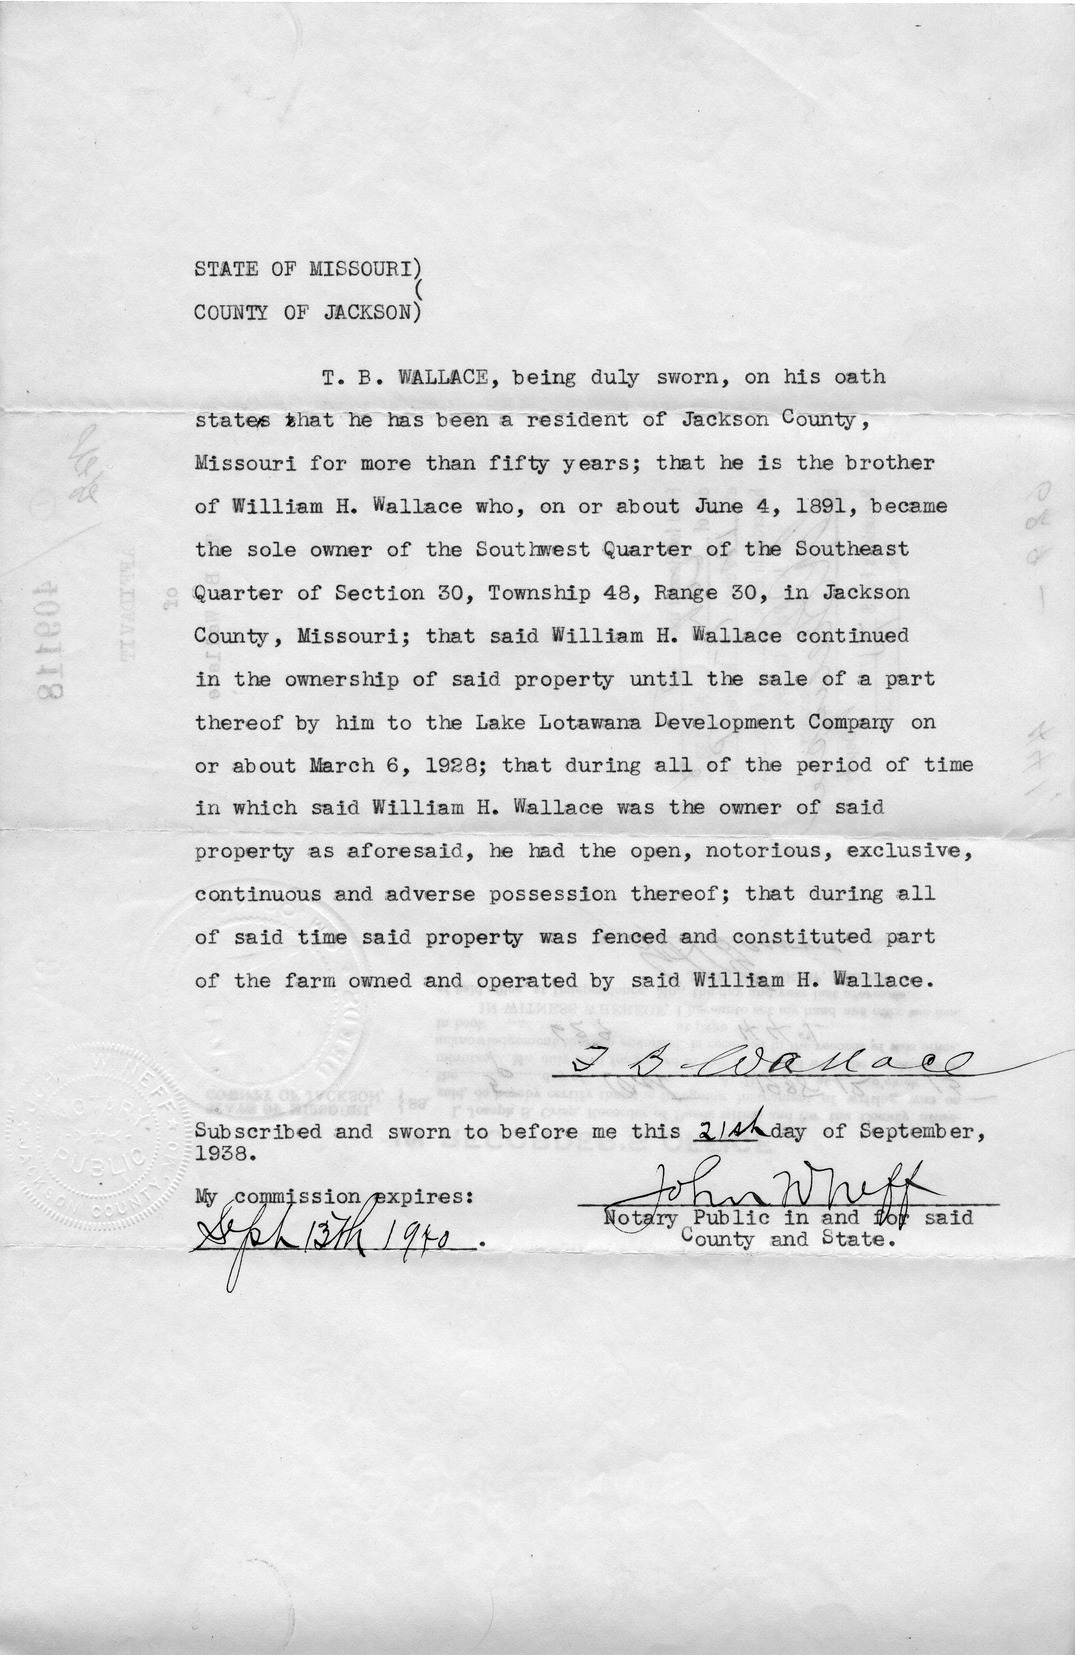 STATE OF MISSOURI)
(
COUNTY OF JACKSON)
T. B. WALLACE, being duly sworn, on his oath
states that he has been a resident of Jackson County,
Missouri for more than fifty years; that he is the brother
of William H. Wallace who, on or about June 4, 1891, became
the sole owner of the Southwest Quarter of the Southeast
Quarter of Section 30, Township 48, Range 30, in Jackson
County, Missouri; that said William H. Wallace continued
in the ownership of said property until the sale of a part
thereof by him to the Lake Lotawana Development Company on
or about March 6, 1928; that during all of the period of time
in which said William H. Wallace was the owner of said
property as aforesaid, he had the open, notorious, exclusive,
continuous and adverse possession thereof; that during all
of said time said property was fenced and constituted part
of the farm owned and operated by said William H. Wallace.
T B Wallace
Subscribed and sworn to before me this 21st day of September,
1938.
My commission expires:
Sept 13th 1940.
John W Neff
Notary Public in and for said
County and State.
NOTARY
PUBLIC
AFFIDAVIT
of
409418